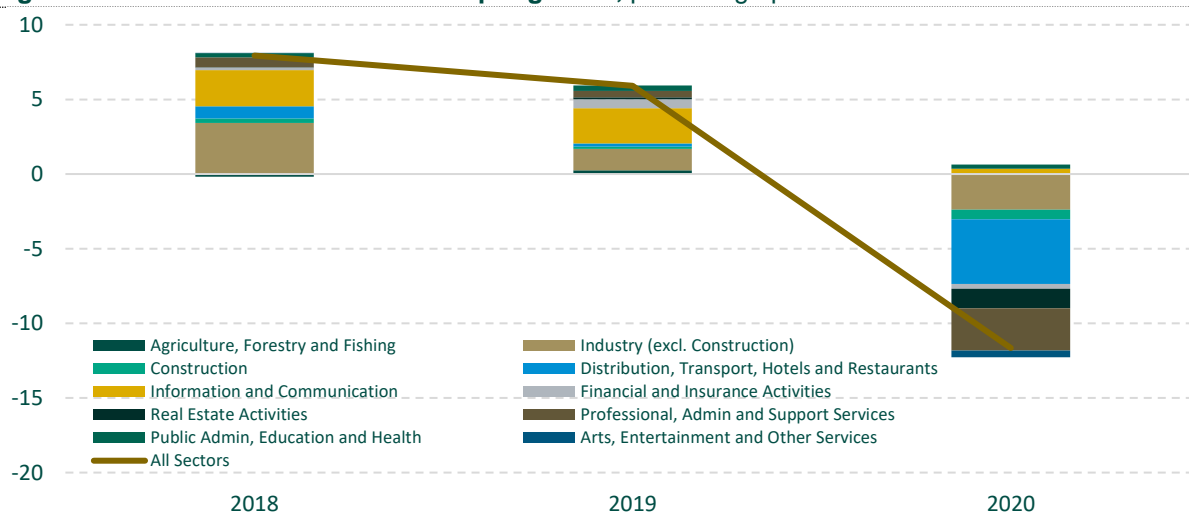 10
5
0
-5
-10
-15
-20
Agriculture, Forestry and Fishing
Industry (excl. Construction)
Construction
Distribution, Transport, Hotels and Restaurants
Information and Communication
Financial and Insurance Activities
Real Estate Activities
Professional, Admin and Support Services
Public Admin, Education and Health
Arts, Entertainment and Other Services
All Sectors
2018
2019
2020